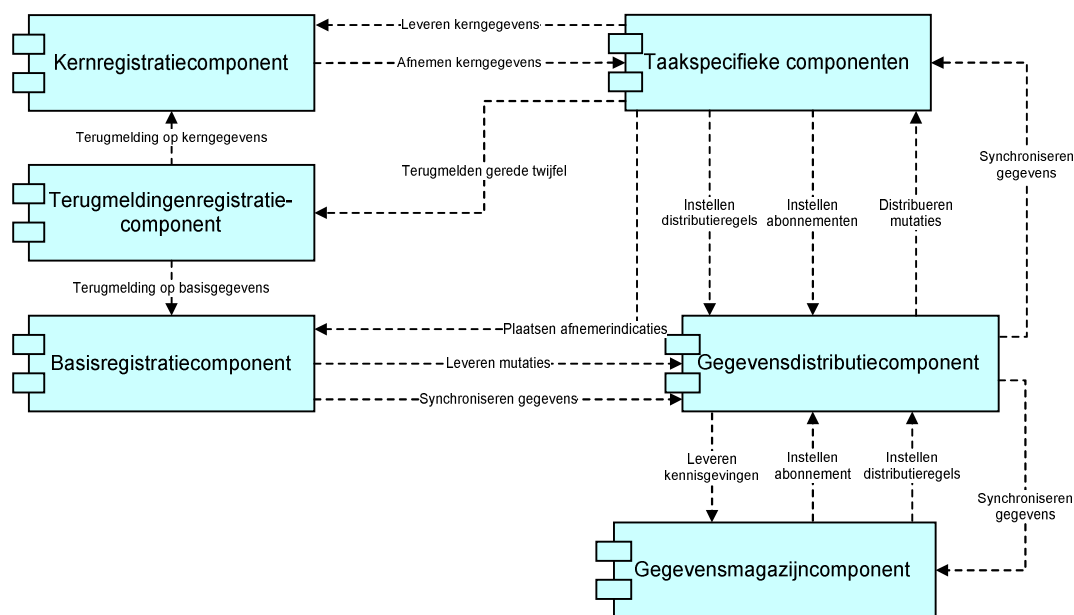 Leveren kerngegevens
Kernregistratiecomponent
Afnemen kerngegevens
Taakspecifieke componenten
Terugmelding op kerngegevens
Synchroniseren
gegevens
Terugmelden gerede twijfel
Terugmeldingenregistratie-
component
Instellen
distributieregels
Instellen
abonnementen
Distribueren
mutaties
Terugmelding op basisgegevens
Plaatsen afnemerindicaties
Basisregistratiecomponent
Leveren mutaties
Gegevensdistributiecomponent
Synchroniseren gegevens
Leveren
kennisgevingen
Instellen
abonnement
Instellen
distributieregels
Synchroniseren
gegevens
Gegevensmagazijncomponent